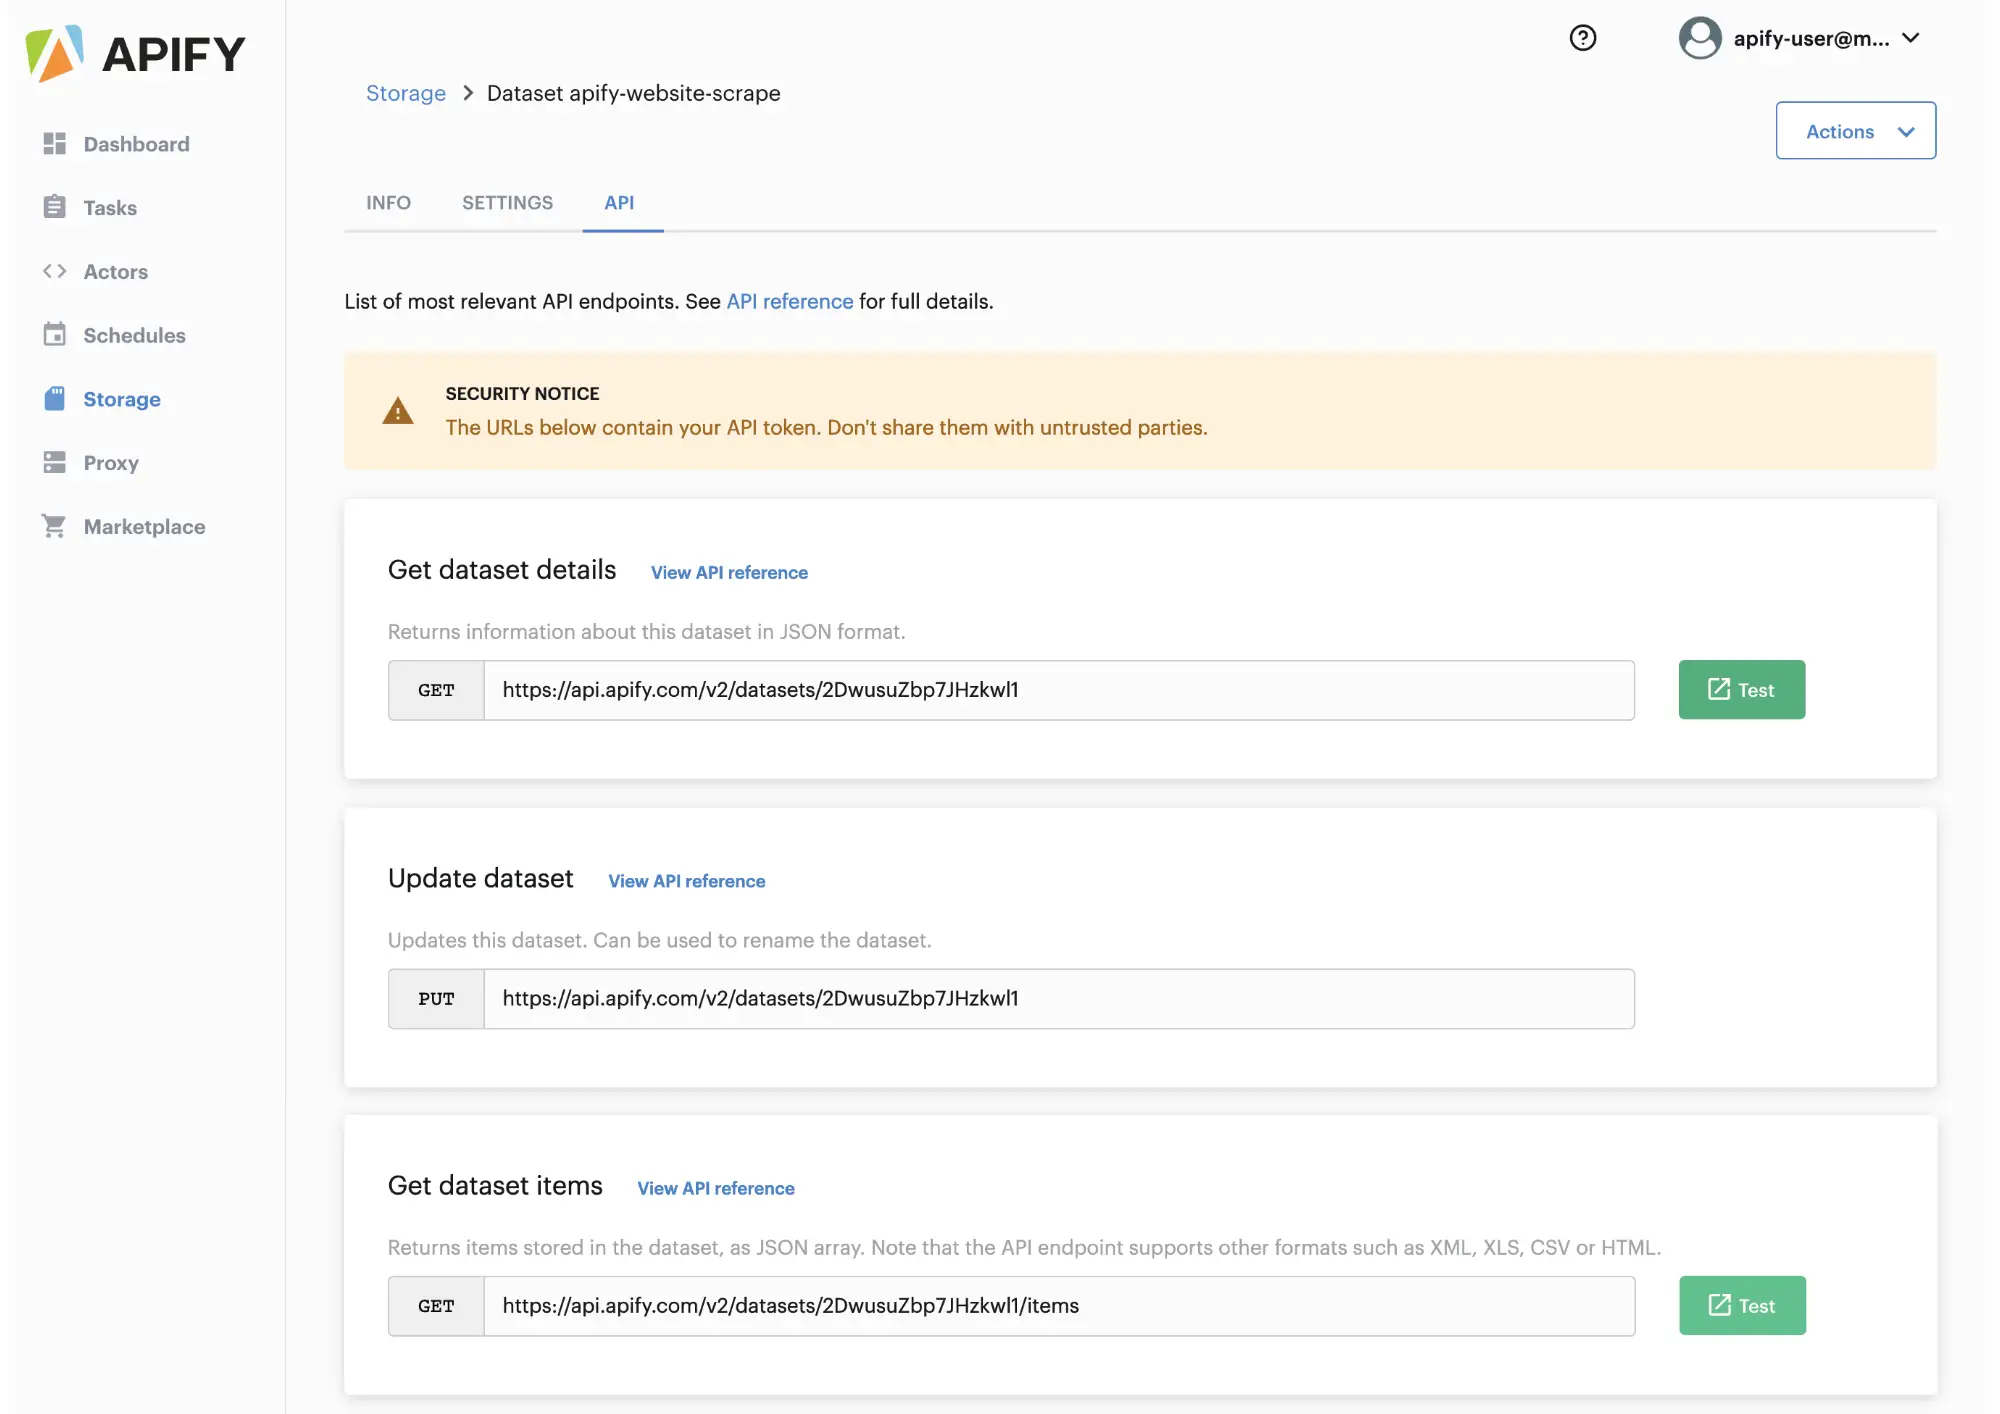 APIFY
apify-user@m...
Storage > Dataset apify-website-scrape
Actions
Dashboard
Tasks
Actors
Schedules
Storage
Proxy
Marketplace
INFO SETTINGS API
List of most relevant API endpoints. See API reference for full details.
SECURITY NOTICE
The URLs below contain your API token. Don't share them with untrusted parties.
Get dataset details View API reference
Returns information about this dataset in JSON format.
GET https://api.apify.com/v2/datasets/2DwusuZbp7JHzkwl1 Test
Update dataset View API reference
Updates this dataset. Can be used to rename the dataset.
PUT https://api.apify.com/v2/datasets/2DwusuZbp7JHzkwl1
Get dataset items View API reference
Returns items stored in the dataset, as JSON array. Note that the API endpoint supports other formats such as XML, XLS, CSV or HTML.
GET https://api.apify.com/v2/datasets/2DwusuZbp7JHzkwl1/items Test